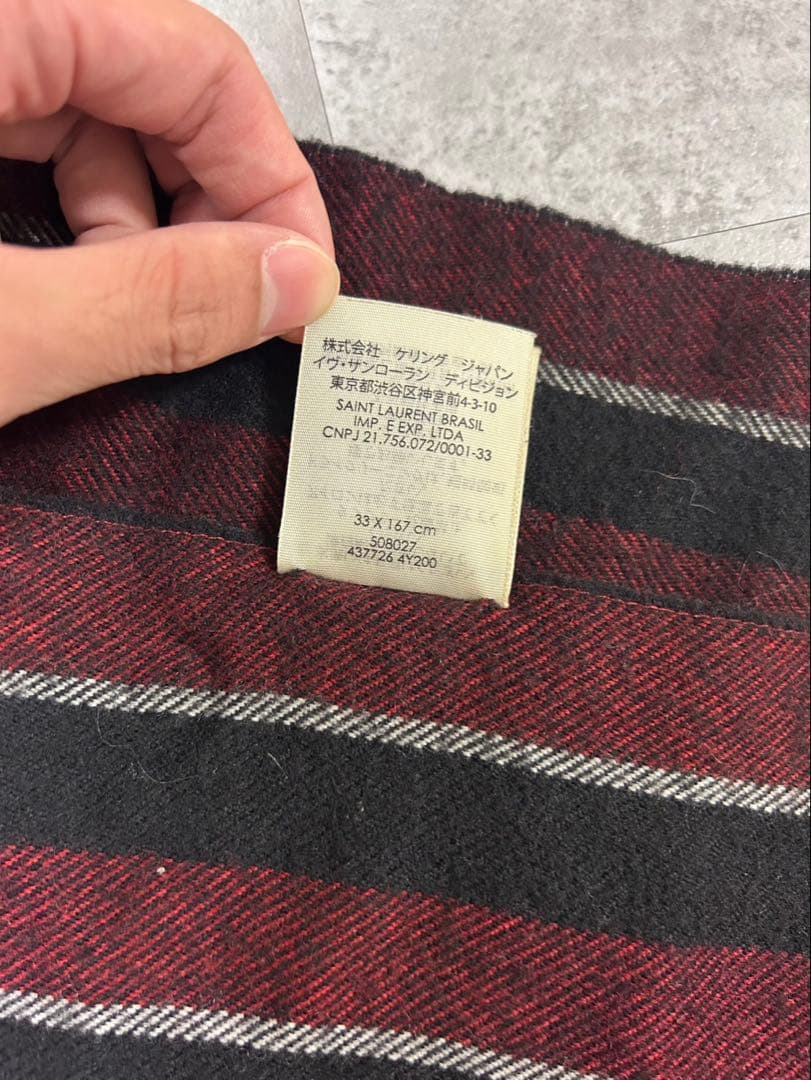 株式会社 ケリング ジャパン
イヴ・サンローラン ディビジョン
東京都渋谷区神宮前4-3-10
SAINT LAURENT BRASIL
IMP. E EXP. LTDA
CNPJ 21.756.072/0001-33
33 X 167 cm
508027
437726 4Y200